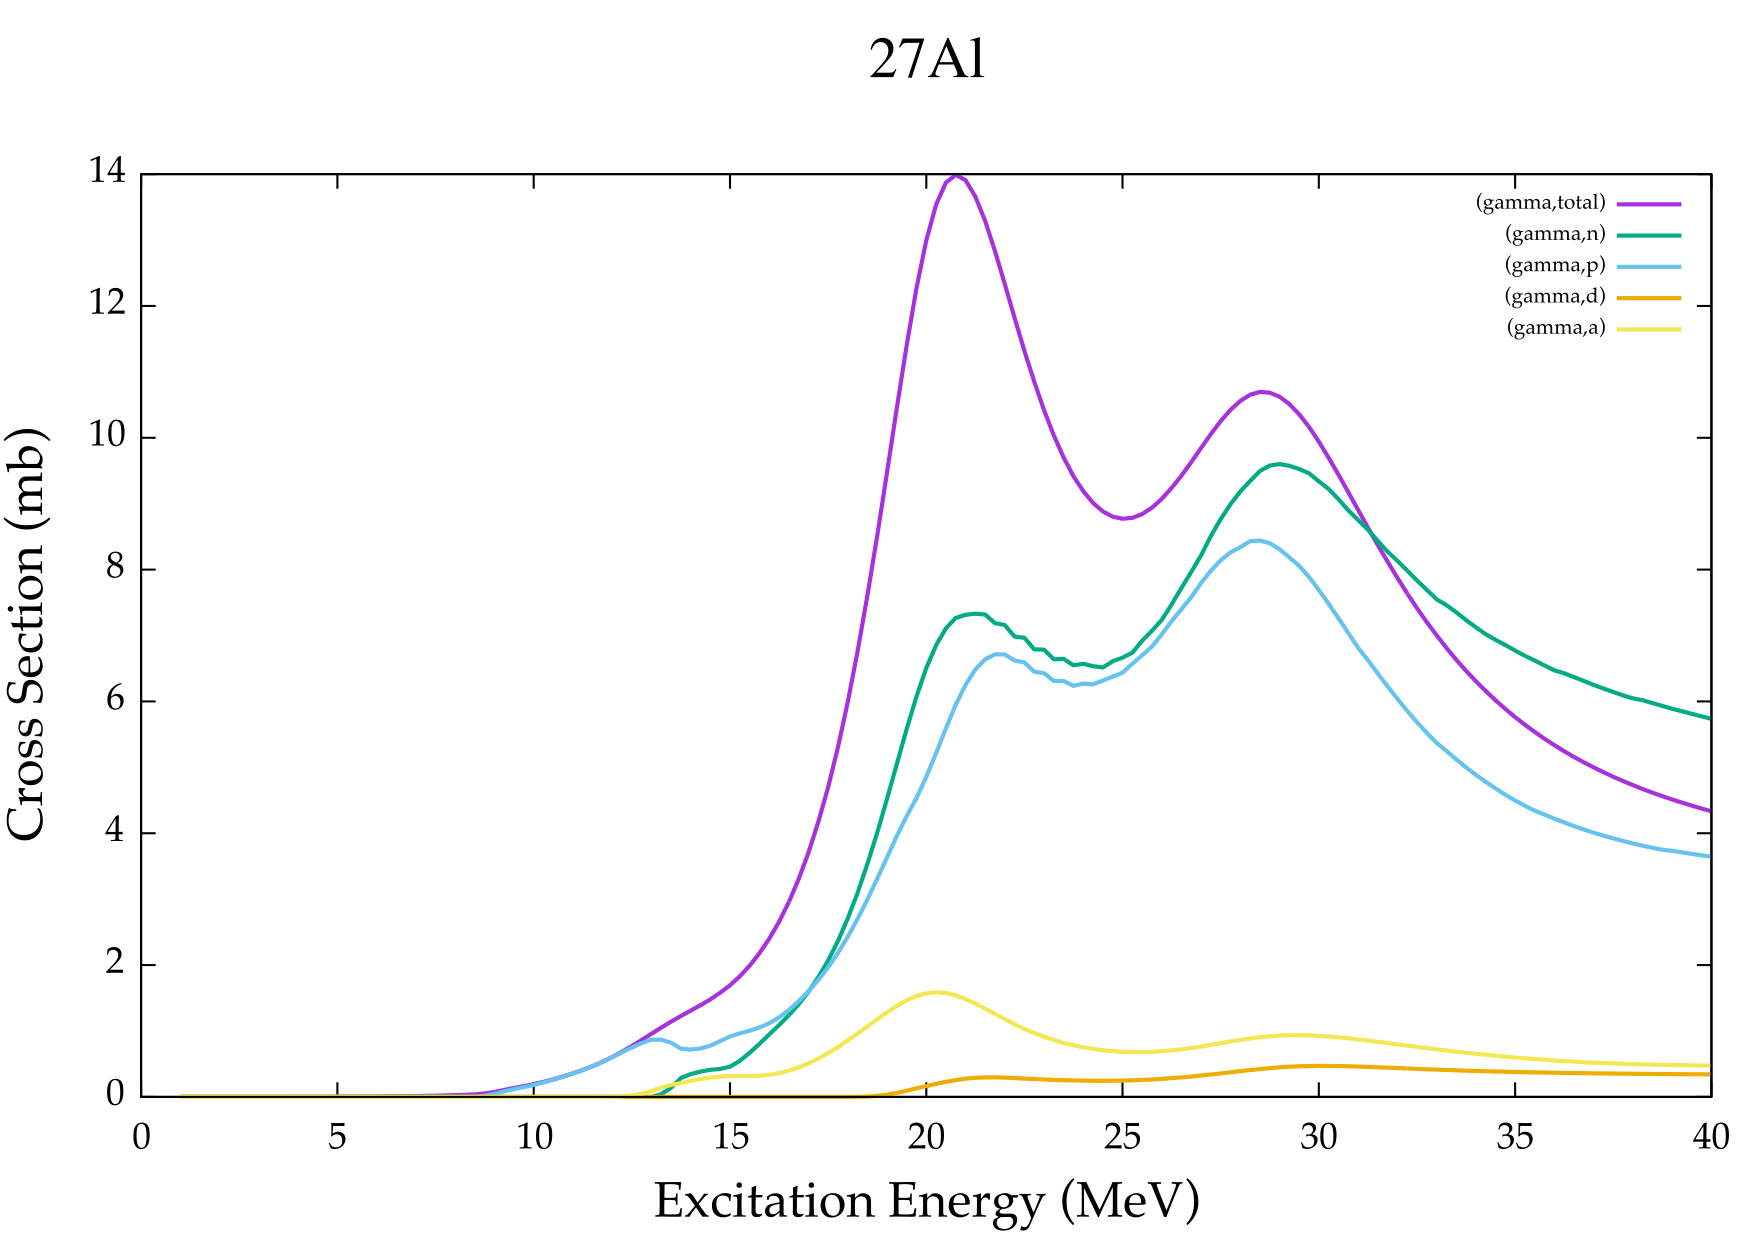 27Al
14
12
10
8
6
4
2
0
Cross Section (mb)
(gamma,total)
(gamma,n)
(gamma,p)
(gamma,d)
(gamma,a)
0 5 10 15 20 25 30 35 40
Excitation Energy (MeV)